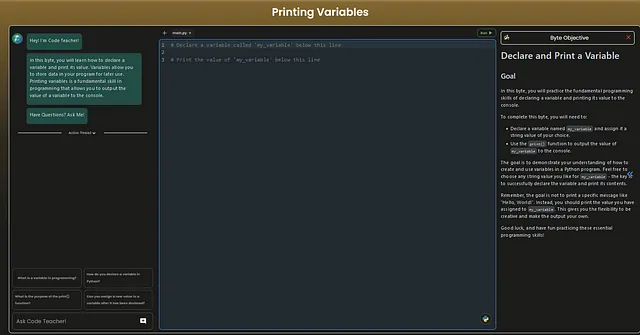 Printing Variables
Hey! I'm Code Teacher!
In this byte, you will learn how to declare a
variable and print its value. Variables allow you
to store data in your program for later use.
Printing variables is a fundamental skill in
programming that allows you to output the
value of a variable to the console.
Have Questions? Ask Me!
Active Thread
What is a variable in programming?
How do you declare a variable in
Python?
What is the purpose of the print()
function?
Can you assign a new value to a
variable after it has been declared?
Ask Code Teacher!
+ main.py
Run
1 # Declare a variable called 'my_variable' below this line
2
3 # Print the value of 'my_variable' below this line
Byte Objective
Declare and Print a Variable
Goal
In this byte, you will practice the fundamental programming
skills of declaring a variable and printing its value to the
console.
To complete this byte, you will need to:
• Declare a variable named my_variable and assign it a
string value of your choice.
• Use the print() function to output the value of
my_variable to the console.
The goal is to demonstrate your understanding of how to
create and use variables in a Python program. Feel free to
choose any string value you like for my_variable - the key is
to successfully declare the variable and print its contents.
Remember, the goal is not to print a specific message like
"Hello, World!". Instead, you should print the value you have
assigned to my_variable. This gives you the flexibility to be
creative and make the output your own.
Good luck, and have fun practicing these essential
programming skills!